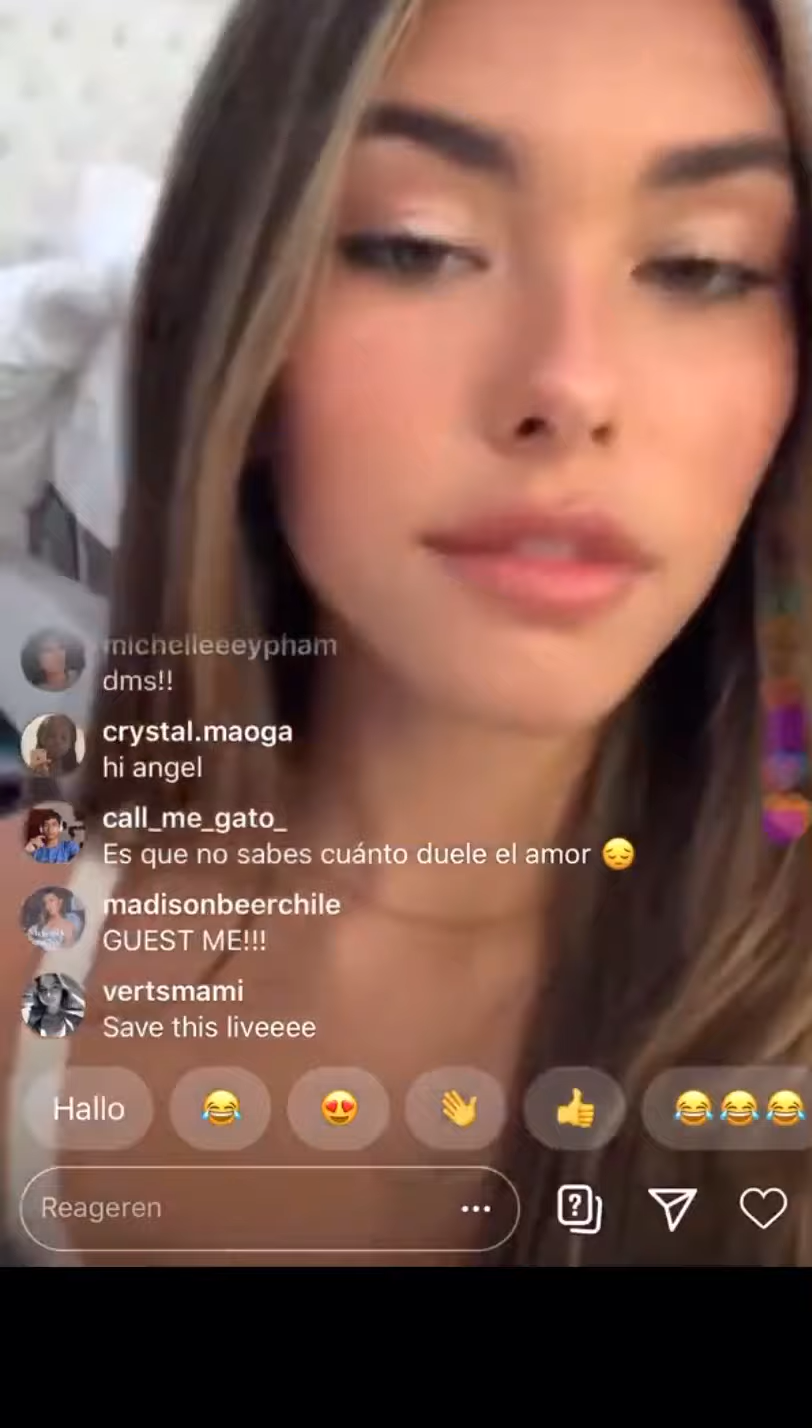 michelleeeypham
dms!!
crystal.maoga
hi angel
call_me_gato_
Es que no sabes cuánto duele el amor 😔
madisonbeerchile
GUEST ME!!!
vertsmami
Save this liveeee
Hallo 😂 😍 👋 👍 😂😂😂
Reageren